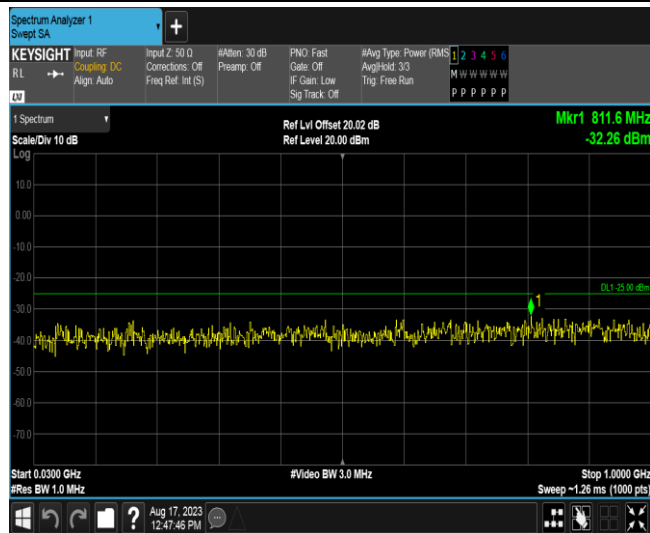 Spectrum Analyzer 1
Swept SA
+
KEYSIGHT
RL
Input: RF
Coupling: DC
Align: Auto
Input Z: 50 Ω
Corrections: Off
Freq Ref: Int (S)
#Atten: 30 dB
Preamp: Off
PNO: Fast
Gate: Off
IF Gain: Low
Sig Track: Off
#Avg Type: Power (RMS
Avg|Hold: 3/3
Trig: Free Run
1 2 3 4 5 6
M W W W W W
P P P P P P
1 Spectrum
Scale/Div 10 dB
Log
Ref Lvl Offset 20.02 dB
Ref Level 20.00 dBm
Mkr1 811.6 MHz
-32.26 dBm
10.0
0.00
-10.0
-20.0
DL1 -25.00 dBm
1
-30.0
-40.0
-50.0
-60.0
-70.0
Start 0.0300 GHz
#Res BW 1.0 MHz
#Video BW 3.0 MHz
Stop 1.0000 GHz
Sweep ~1.26 ms (1000 pts)
?
Aug 17, 2023
12:47:46 PM